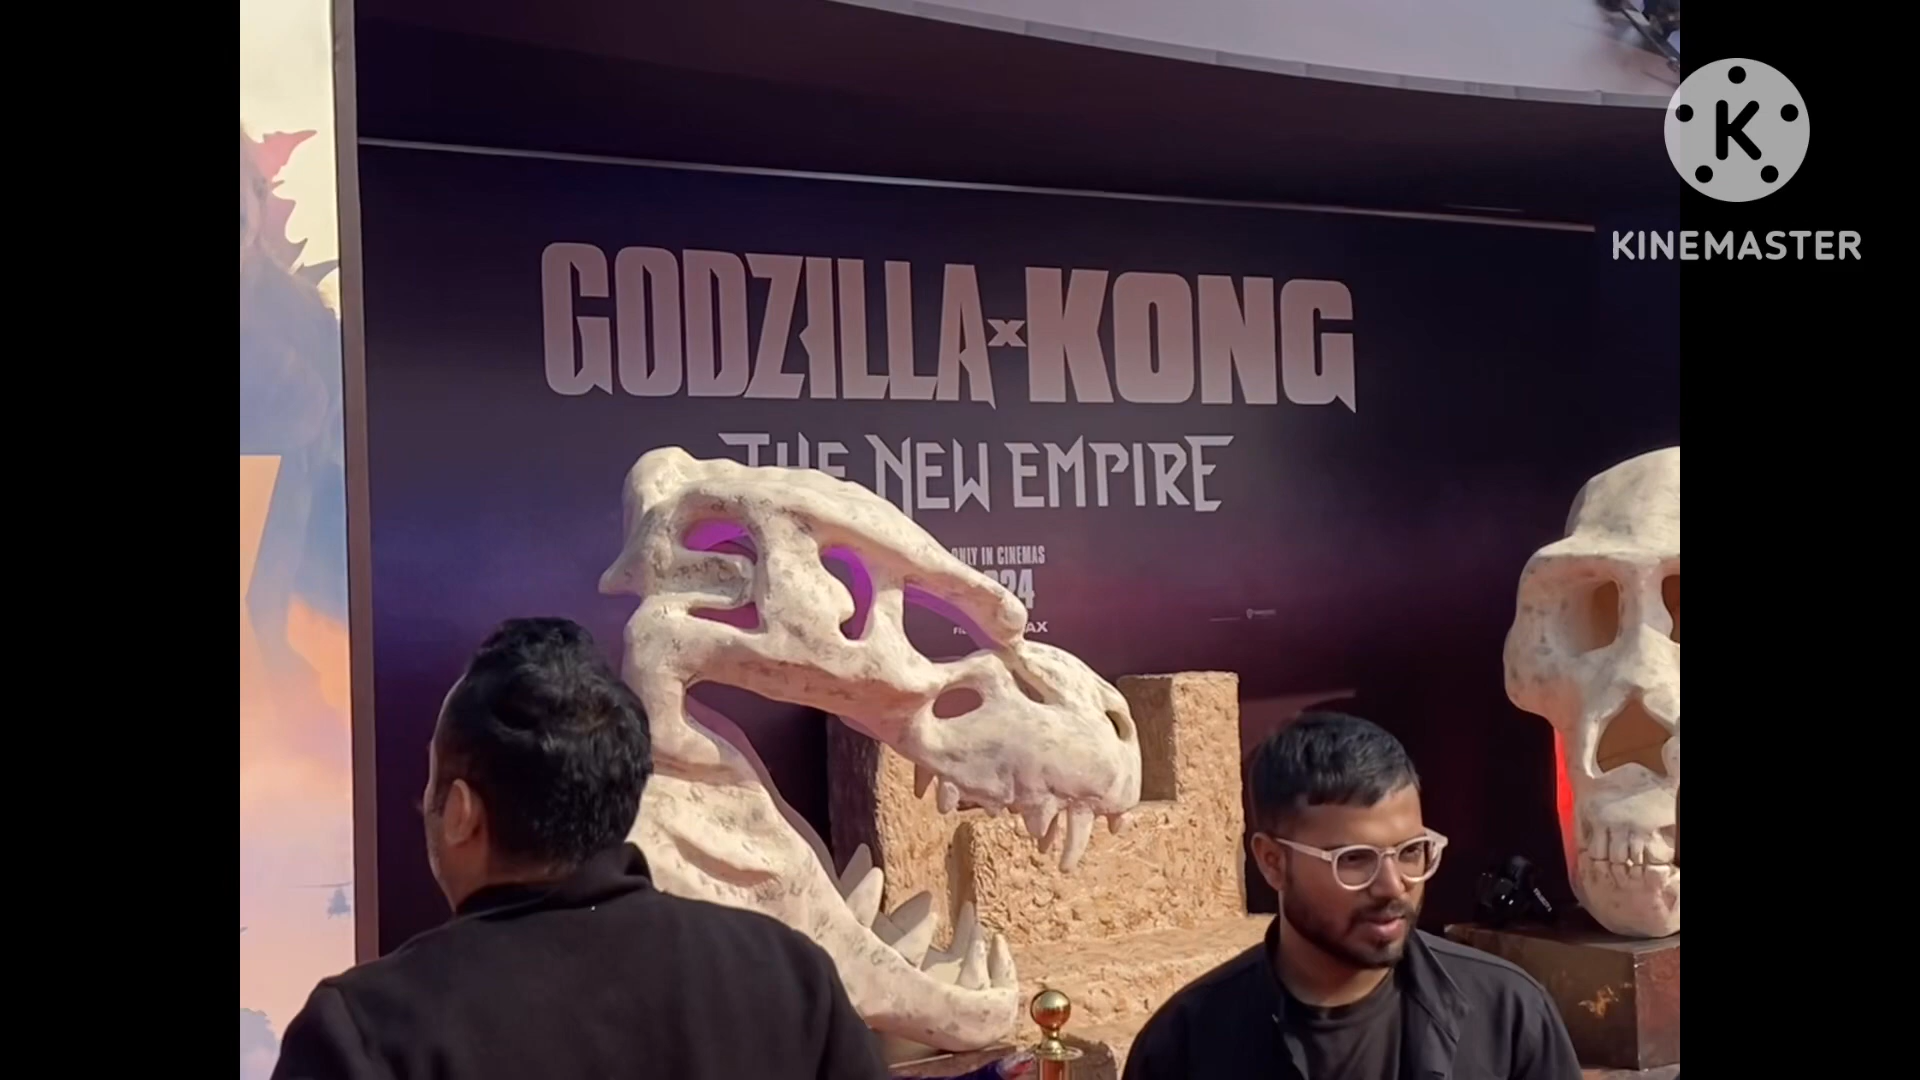 KINEMASTER
GODZILLA x KONG
THE NEW EMPIRE
ONLY IN CINEMAS